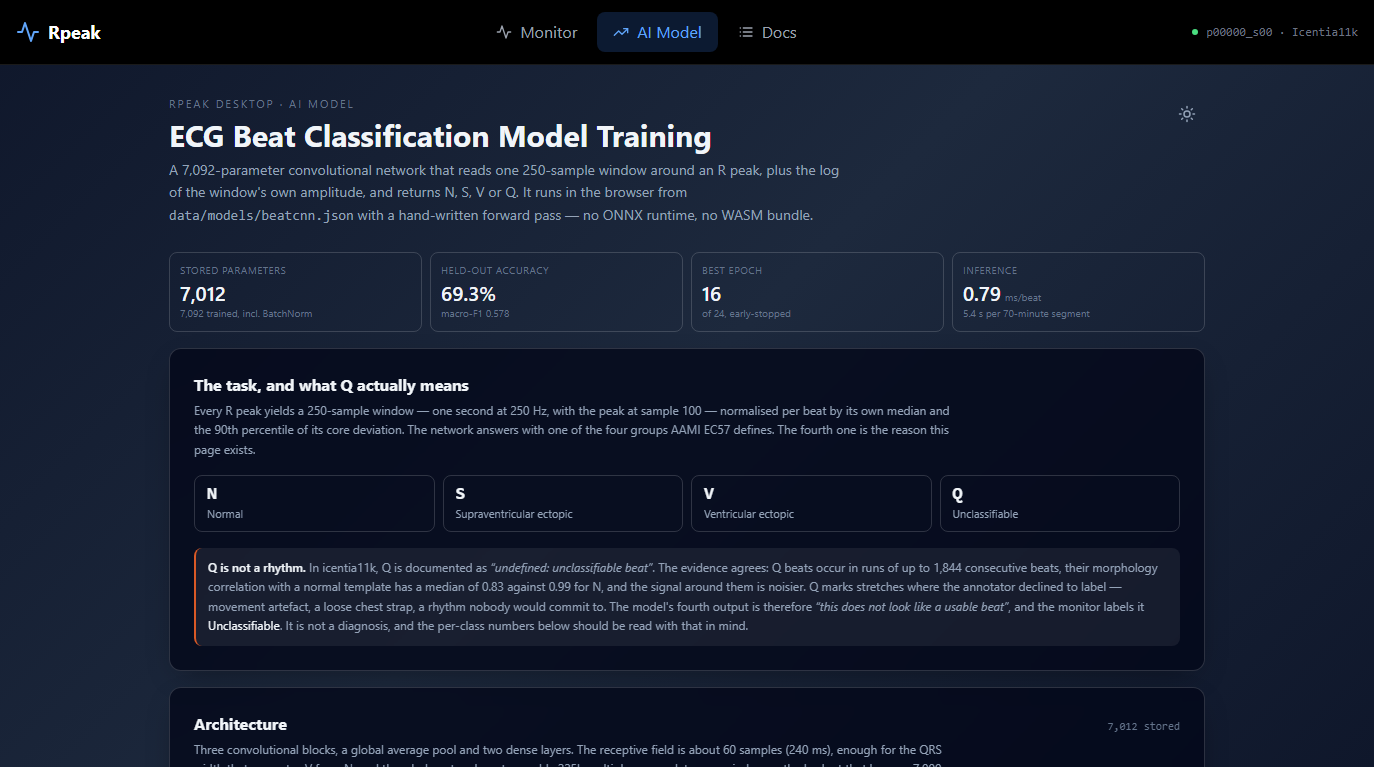 Rpeak
Monitor
AI Model
Docs
p00000_s00 · Icentia11k
RPEAK DESKTOP · AI MODEL
ECG Beat Classification Model Training
A 7,092-parameter convolutional network that reads one 250-sample window around an R peak, plus the log
of the window's own amplitude, and returns N, S, V or Q. It runs in the browser from
data/models/beatcnn.json with a hand-written forward pass — no ONNX runtime, no WASM bundle.
STORED PARAMETERS
7,012
7,092 trained, incl. BatchNorm
HELD-OUT ACCURACY
69.3%
macro-F1 0.578
BEST EPOCH
16
of 24, early-stopped
INFERENCE
0.79 ms/beat
5.4 s per 70-minute segment
The task, and what Q actually means
Every R peak yields a 250-sample window — one second at 250 Hz, with the peak at sample 100 — normalised per beat by its own median and
the 90th percentile of its core deviation. The network answers with one of the four groups AAMI EC57 defines. The fourth one is the reason this
page exists.
N
Normal
S
Supraventricular ectopic
V
Ventricular ectopic
Q
Unclassifiable
Q is not a rhythm. In icentia11k, Q is documented as "undefined: unclassifiable beat". The evidence agrees: Q beats occur in runs of up to 1,844 consecutive beats, their morphology
correlation with a normal template has a median of 0.83 against 0.99 for N, and the signal around them is noisier. Q marks stretches where the annotator declined to label —
movement artefact, a loose chest strap, a rhythm nobody would commit to. The model's fourth output is therefore "this does not look like a usable beat", and the monitor labels it
Unclassifiable. It is not a diagnosis, and the per-class numbers below should be read with that in mind.
Architecture
7,012 stored
Three convolutional blocks, a global average pool and two dense layers. The receptive field is about 60 samples (240 ms), enough for the QRS